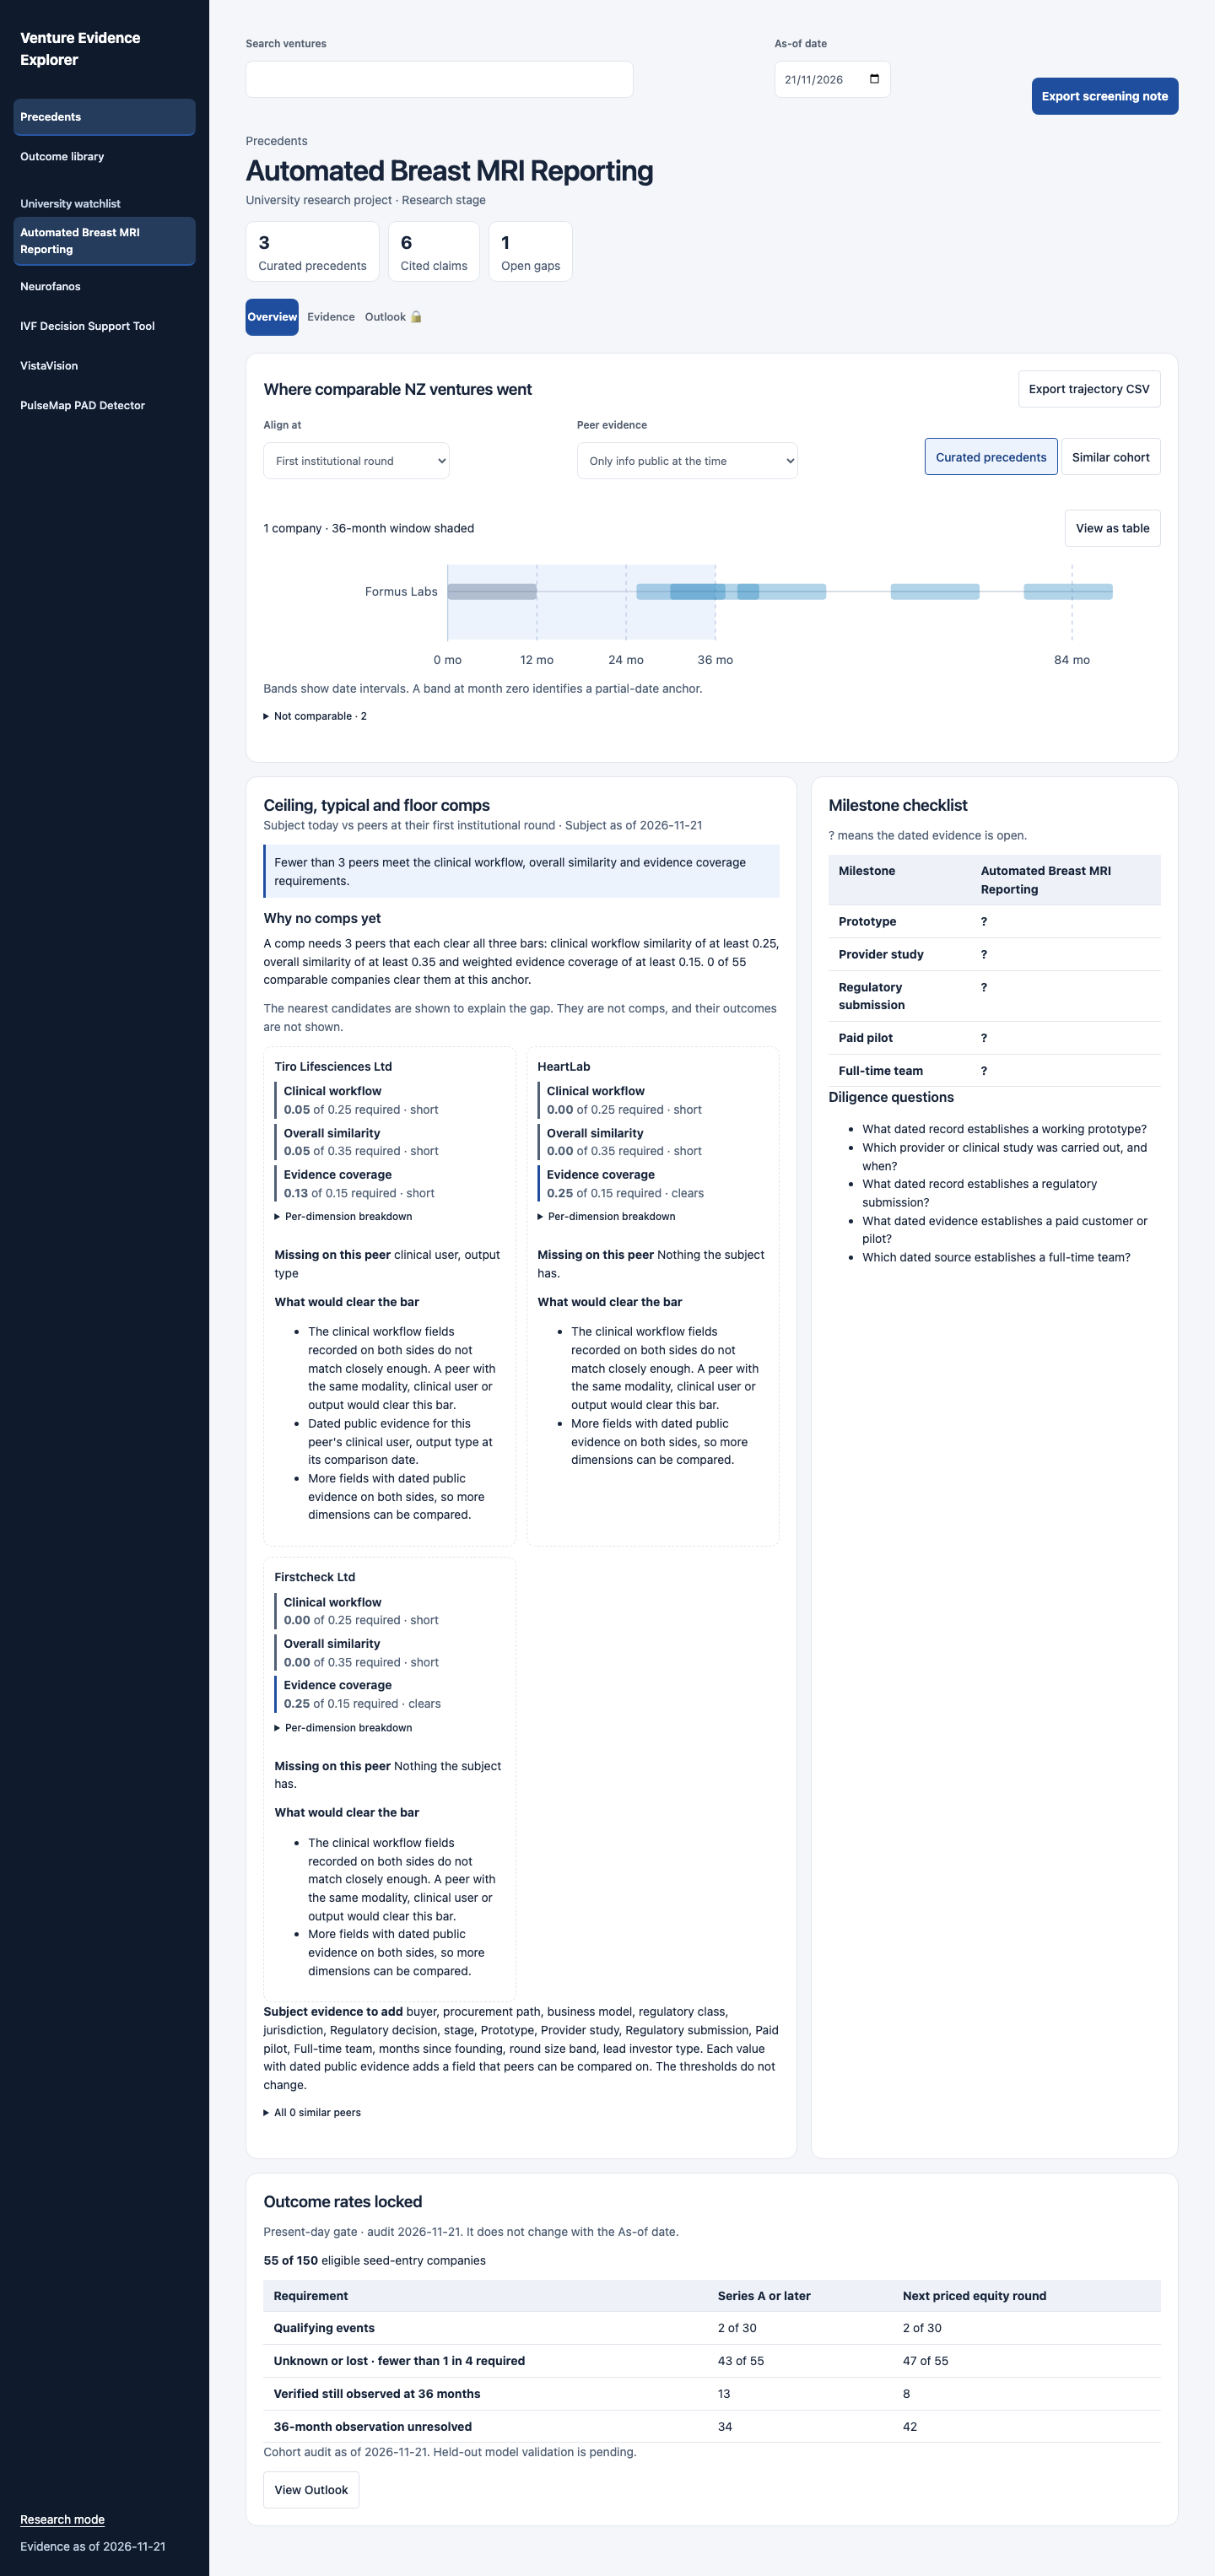 Venture Evidence
Explorer
Precedents
Outcome library
University watchlist
Automated Breast MRI
Reporting
Neurofanos
IVF Decision Support Tool
VistaVision
PulseMap PAD Detector
Research mode
Evidence as of 2026-11-21
Search ventures
As-of date
21/11/2026
Export screening note
Precedents
Automated Breast MRI Reporting
University research project · Research stage
3
Curated precedents
6
Cited claims
1
Open gaps
Overview
Evidence
Outlook
Where comparable NZ ventures went
Export trajectory CSV
Align at
Peer evidence
First institutional round
Only info public at the time
Curated precedents
Similar cohort
1 company · 36-month window shaded
View as table
Formus Labs
0 mo
12 mo
24 mo
36 mo
84 mo
Bands show date intervals. A band at month zero identifies a partial-date anchor.
Not comparable · 2
Ceiling, typical and floor comps
Subject today vs peers at their first institutional round · Subject as of 2026-11-21
Fewer than 3 peers meet the clinical workflow, overall similarity and evidence coverage
requirements.
Why no comps yet
A comp needs 3 peers that each clear all three bars: clinical workflow similarity of at least 0.25,
overall similarity of at least 0.35 and weighted evidence coverage of at least 0.15. 0 of 55
comparable companies clear them at this anchor.
The nearest candidates are shown to explain the gap. They are not comps, and their outcomes
are not shown.
Tiro Lifesciences Ltd
Clinical workflow
0.05 of 0.25 required · short
Overall similarity
0.05 of 0.35 required · short
Evidence coverage
0.13 of 0.15 required · short
Per-dimension breakdown
Missing on this peer clinical user, output
type
What would clear the bar
• The clinical workflow fields
recorded on both sides do not
match closely enough. A peer with
the same modality, clinical user or
output would clear this bar.
• Dated public evidence for this
peer's clinical user, output type at
its comparison date.
• More fields with dated public
evidence on both sides, so more
dimensions can be compared.
HeartLab
Clinical workflow
0.00 of 0.25 required · short
Overall similarity
0.00 of 0.35 required · short
Evidence coverage
0.25 of 0.15 required · clears
Per-dimension breakdown
Missing on this peer Nothing the subject
has.
What would clear the bar
• The clinical workflow fields
recorded on both sides do not
match closely enough. A peer with
the same modality, clinical user or
output would clear this bar.
• More fields with dated public
evidence on both sides, so more
dimensions can be compared.
Firstcheck Ltd
Clinical workflow
0.00 of 0.25 required · short
Overall similarity
0.00 of 0.35 required · short
Evidence coverage
0.25 of 0.15 required · clears
Per-dimension breakdown
Missing on this peer Nothing the subject
has.
What would clear the bar
• The clinical workflow fields
recorded on both sides do not
match closely enough. A peer with
the same modality, clinical user or
output would clear this bar.
• More fields with dated public
evidence on both sides, so more
dimensions can be compared.
Subject evidence to add buyer, procurement path, business model, regulatory class,
jurisdiction, Regulatory decision, stage, Prototype, Provider study, Regulatory submission, Paid
pilot, Full-time team, months since founding, round size band, lead investor type. Each value
with dated public evidence adds a field that peers can be compared on. The thresholds do not
change.
All 0 similar peers
Milestone checklist
? means the dated evidence is open.
Milestone
Automated Breast MRI
Reporting
Prototype ?
Provider study ?
Regulatory
submission
?
Paid pilot ?
Full-time team ?
Diligence questions
• What dated record establishes a working prototype?
• Which provider or clinical study was carried out, and
when?
• What dated record establishes a regulatory
submission?
• What dated evidence establishes a paid customer or
pilot?
• Which dated source establishes a full-time team?
Outcome rates locked
Present-day gate · audit 2026-11-21. It does not change with the As-of date.
55 of 150 eligible seed-entry companies
Requirement Series A or later Next priced equity round
Qualifying events 2 of 30 2 of 30
Unknown or lost · fewer than 1 in 4 required 43 of 55 47 of 55
Verified still observed at 36 months 13 8
36-month observation unresolved 34 42
Cohort audit as of 2026-11-21. Held-out model validation is pending.
View Outlook